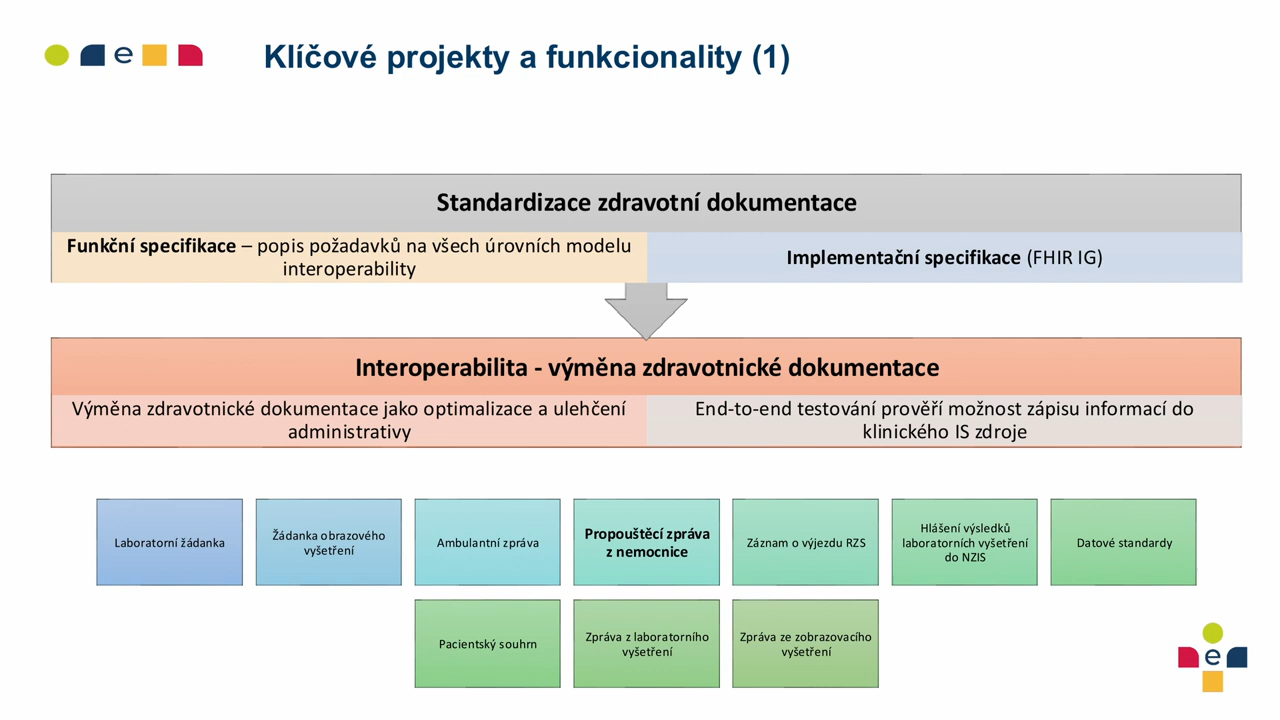 e
Klíčové projekty a funkcionality (1)
Standardizace zdravotní dokumentace
Funkční specifikace – popis požadavků na všech úrovních modelu
interoperability
Implementační specifikace (FHIR IG)
Interoperabilita - výměna zdravotnické dokumentace
Výměna zdravotnické dokumentace jako optimalizace a ulehčení
administrativy
End-to-end testování prověří možnost zápisu informací do
klinického IS zdroje
Laboratorní žádanka
Žádanka obrazového
vyšetření
Ambulantní zpráva
Propouštěcí zpráva
z nemocnice
Záznam o výjezdu RZS
Hlášení výsledků
laboratorních vyšetření
do NZIS
Datové standardy
Pacientský souhrn
Zpráva z laboratorního
vyšetření
Zpráva ze zobrazovacího
vyšetření
e